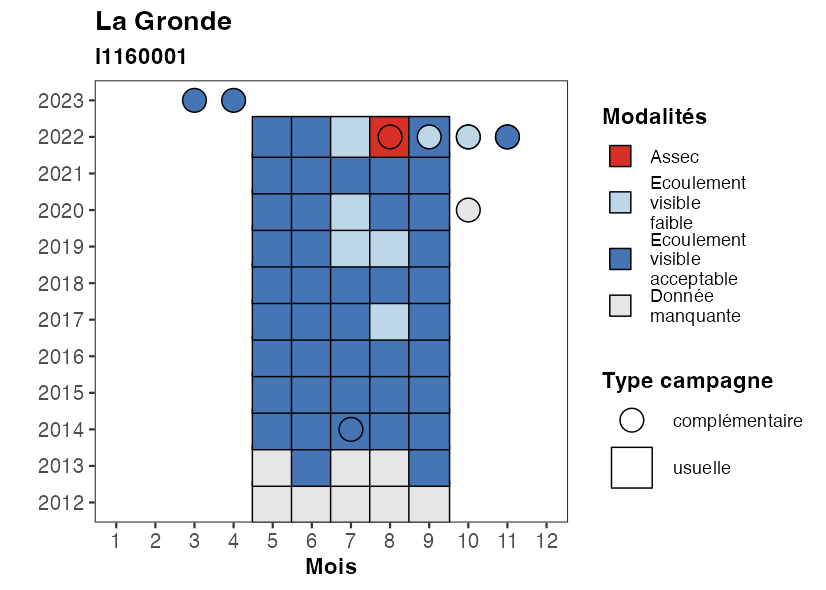 La Gronde
I1160001
2023
2022
2021
2020
2019
2018
2017
2016
2015
2014
2013
2012
1 2 3 4 5 6 7 8 9 10 11 12
Mois
Modalités
Assec
Ecoulement
visible
faible
Ecoulement
visible
acceptable
Donnée
manquante
Type campagne
complémentaire
usuelle